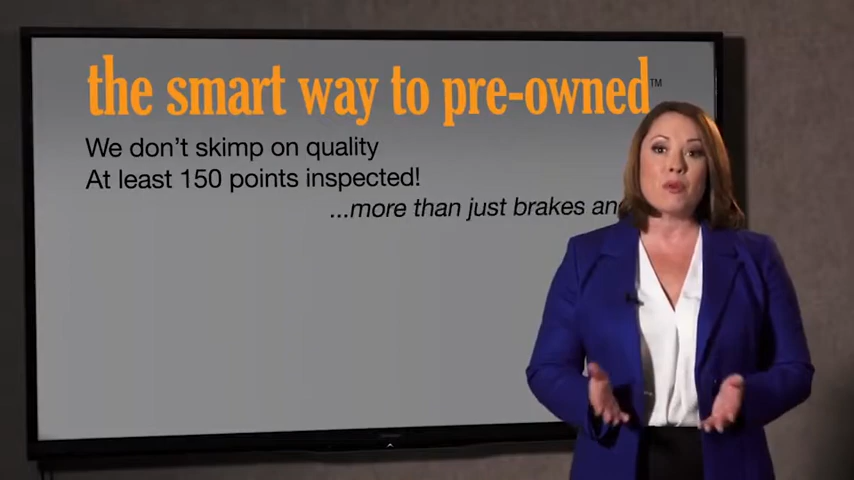 the smart way to pre-owned™
We don't skimp on quality
At least 150 points inspected!
...more than just brakes and